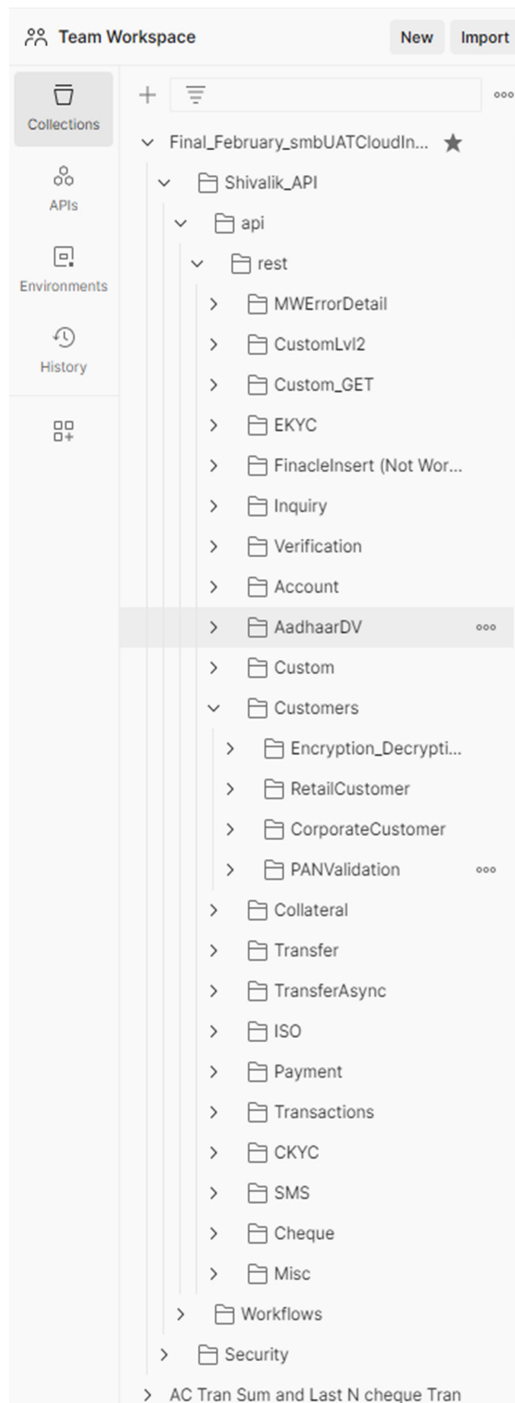 Team Workspace
New
Import
Collections
APIs
Environments
History
Final_February_smbUATCloudIn...
Shivalik_API
api
rest
MWErrorDetail
CustomLvl2
Custom_GET
EKYC
FinacleInsert (Not Wor...
Inquiry
Verification
Account
AadhaarDV
Custom
Customers
Encryption_Decrypti...
RetailCustomer
CorporateCustomer
PANValidation
Collateral
Transfer
TransferAsync
ISO
Payment
Transactions
CKYC
SMS
Cheque
Misc
Workflows
Security
AC Tran Sum and Last N cheque Tran